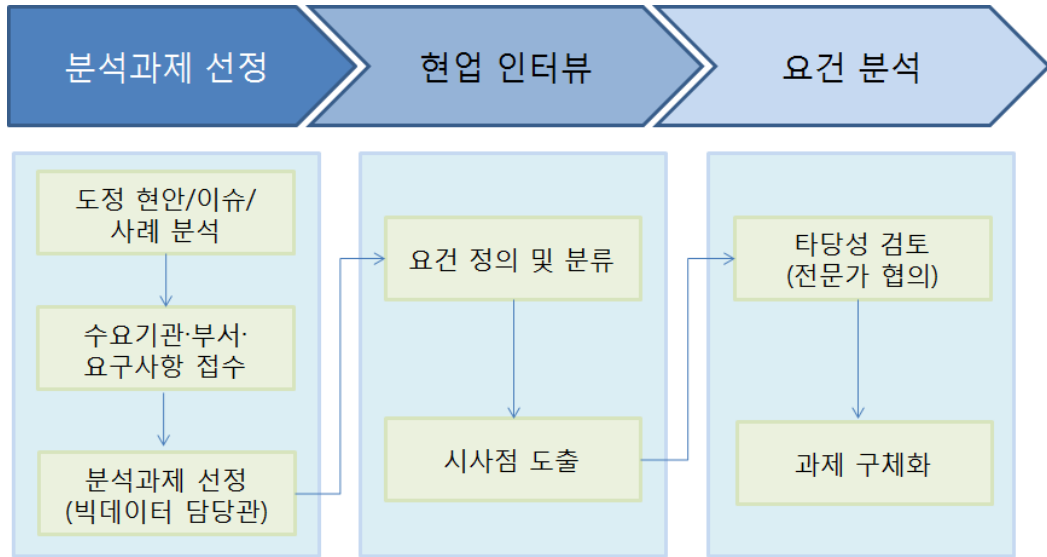 분석과제 선정
현업 인터뷰
요건 분석
도정 현안/이슈/
사례 분석
수요기관·부서·
요구사항 접수
분석과제 선정
(빅데이터 담당관)
요건 정의 및 분류
시사점 도출
타당성 검토
(전문가 협의)
과제 구체화